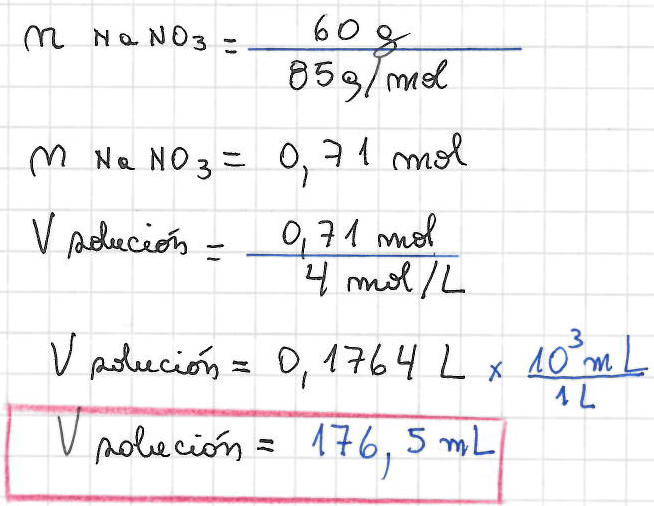 n NaNO3 = 60 g / 85 g/mol
n NaNO3 = 0,71 mol
V solución = 0,71 mol / 4 mol/L
V solución = 0,1764 L x 10³ mL / 1 L
V solución = 176,5 mL